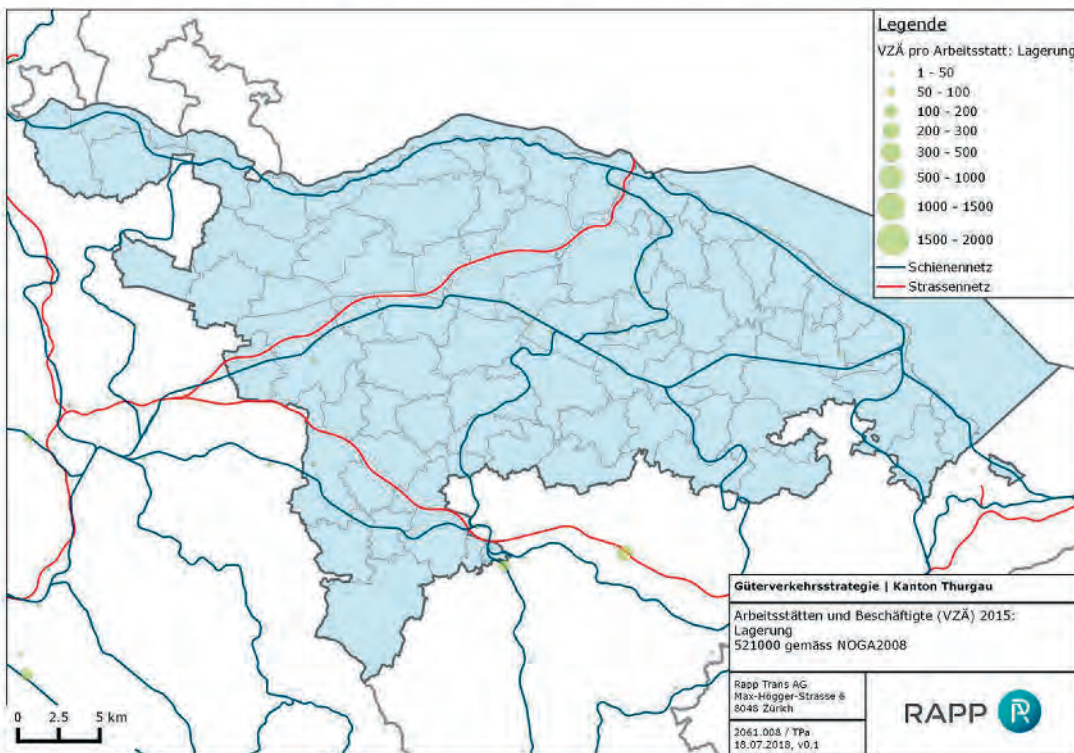 Legende
VZÄ pro Arbeitsstatt: Lagerung
1 - 50
50 - 100
100 - 200
200 - 300
300 - 500
500 - 1000
1000 - 1500
1500 - 2000
Schienennetz
Strassennetz
Güterverkehrsstrategie | Kanton Thurgau
Arbeitsstätten und Beschäftigte (VZÄ) 2015:
Lagerung
521000 gemäss NOGA2008
Rapp Trans AG
Max-Högger-Strasse 6
8048 Zürich
2061.008 / TPa
18.07.2018, v0.1
RAPP
0 2.5 5 km